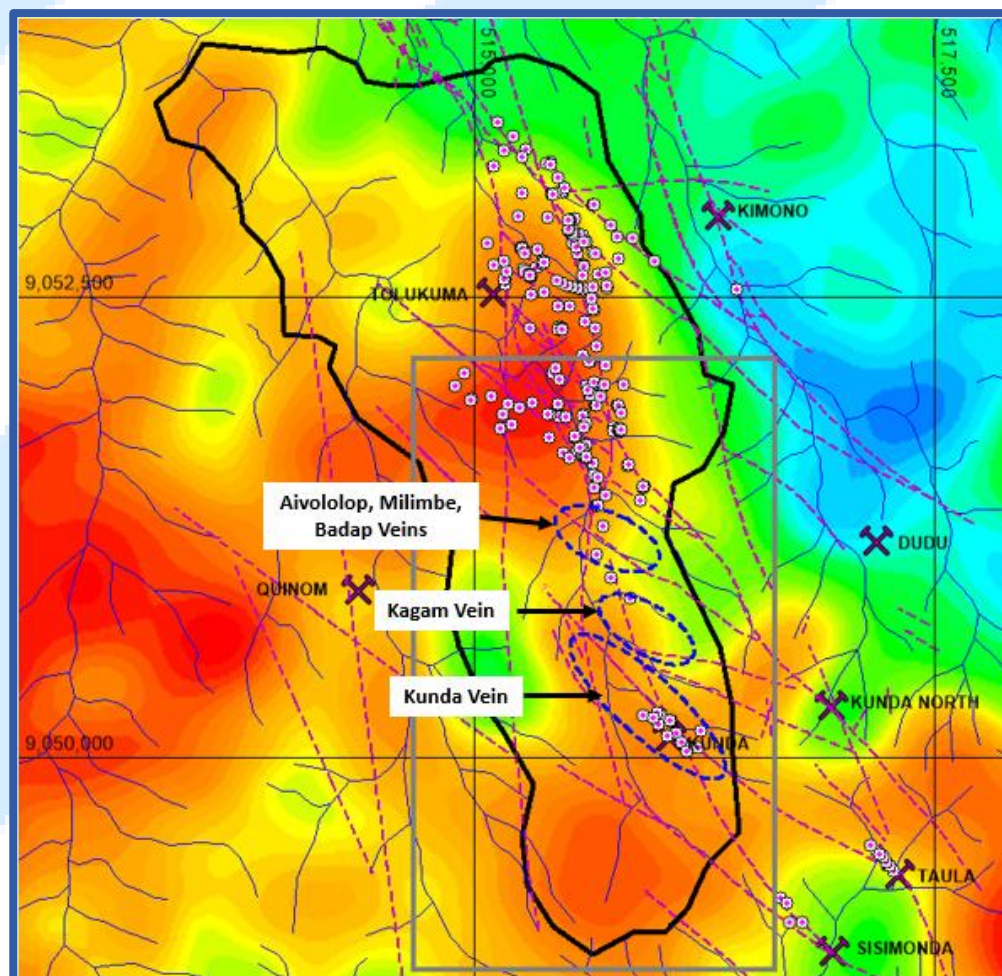 515,000
517,500
KIMONO
9,052,500
TOLUKUMA
Aivololop, Milimbe,
Badap Veins
DUDU
QUINOM
Kagam Vein
Kunda Vein
KUNDA NORTH
KUNDA
9,050,000
TAULA
SISIMONDA